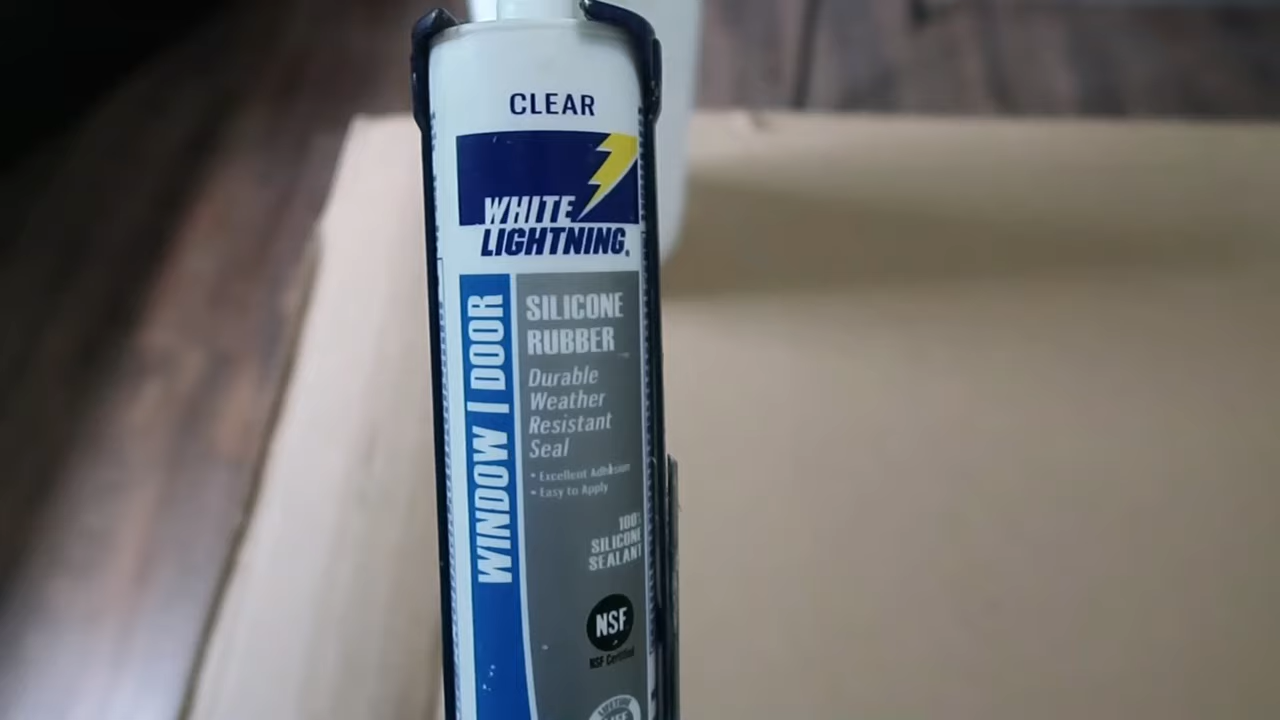 CLEAR
WHITE
LIGHTNING
WINDOW | DOOR
SILICONE
RUBBER
Durable
Weather
Resistant
Seal
• Excellent Adhesion
• Easy to Apply
100%
SILICONE
SEALANT
NSF
NSF Certified